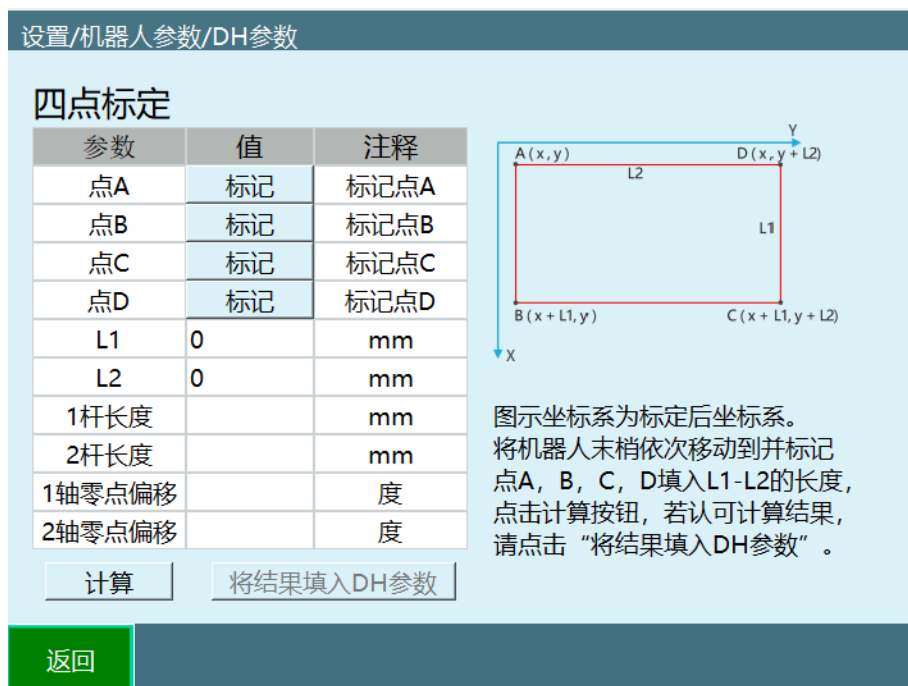 设置/机器人参数/DH参数
四点标定
参数 值 注释
点A 标记 标记点A
点B 标记 标记点B
点C 标记 标记点C
点D 标记 标记点D
L1 0 mm
L2 0 mm
1杆长度 mm
2杆长度 mm
1轴零点偏移 度
2轴零点偏移 度
计算 将结果填入DH参数
Y
A(x,y) D(x,y+L2)
L2
L1
B(x+L1,y) C(x+L1,y+L2)
X
图示坐标系为标定后坐标系。
将机器人末梢依次移动到并标记
点A，B，C，D填入L1-L2的长度，
点击计算按钮，若认可计算结果，
请点击“将结果填入DH参数”。
返回